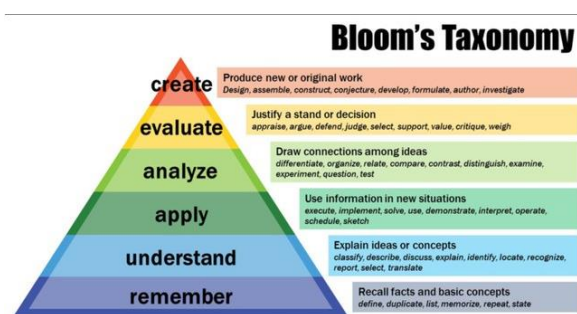 Bloom's Taxonomy
create
Produce new or original work
Design, assemble, construct, conjecture, develop, formulate, author, investigate
evaluate
Justify a stand or decision
appraise, argue, defend, judge, select, support, value, critique, weigh
analyze
Draw connections among ideas
differentiate, organize, relate, compare, contrast, distinguish, examine,
experiment, question, test
apply
Use information in new situations
execute, implement, solve, use, demonstrate, interpret, operate,
schedule, sketch
understand
Explain ideas or concepts
classify, describe, discuss, explain, identify, locate, recognize,
report, select, translate
remember
Recall facts and basic concepts
define, duplicate, list, memorize, repeat, state